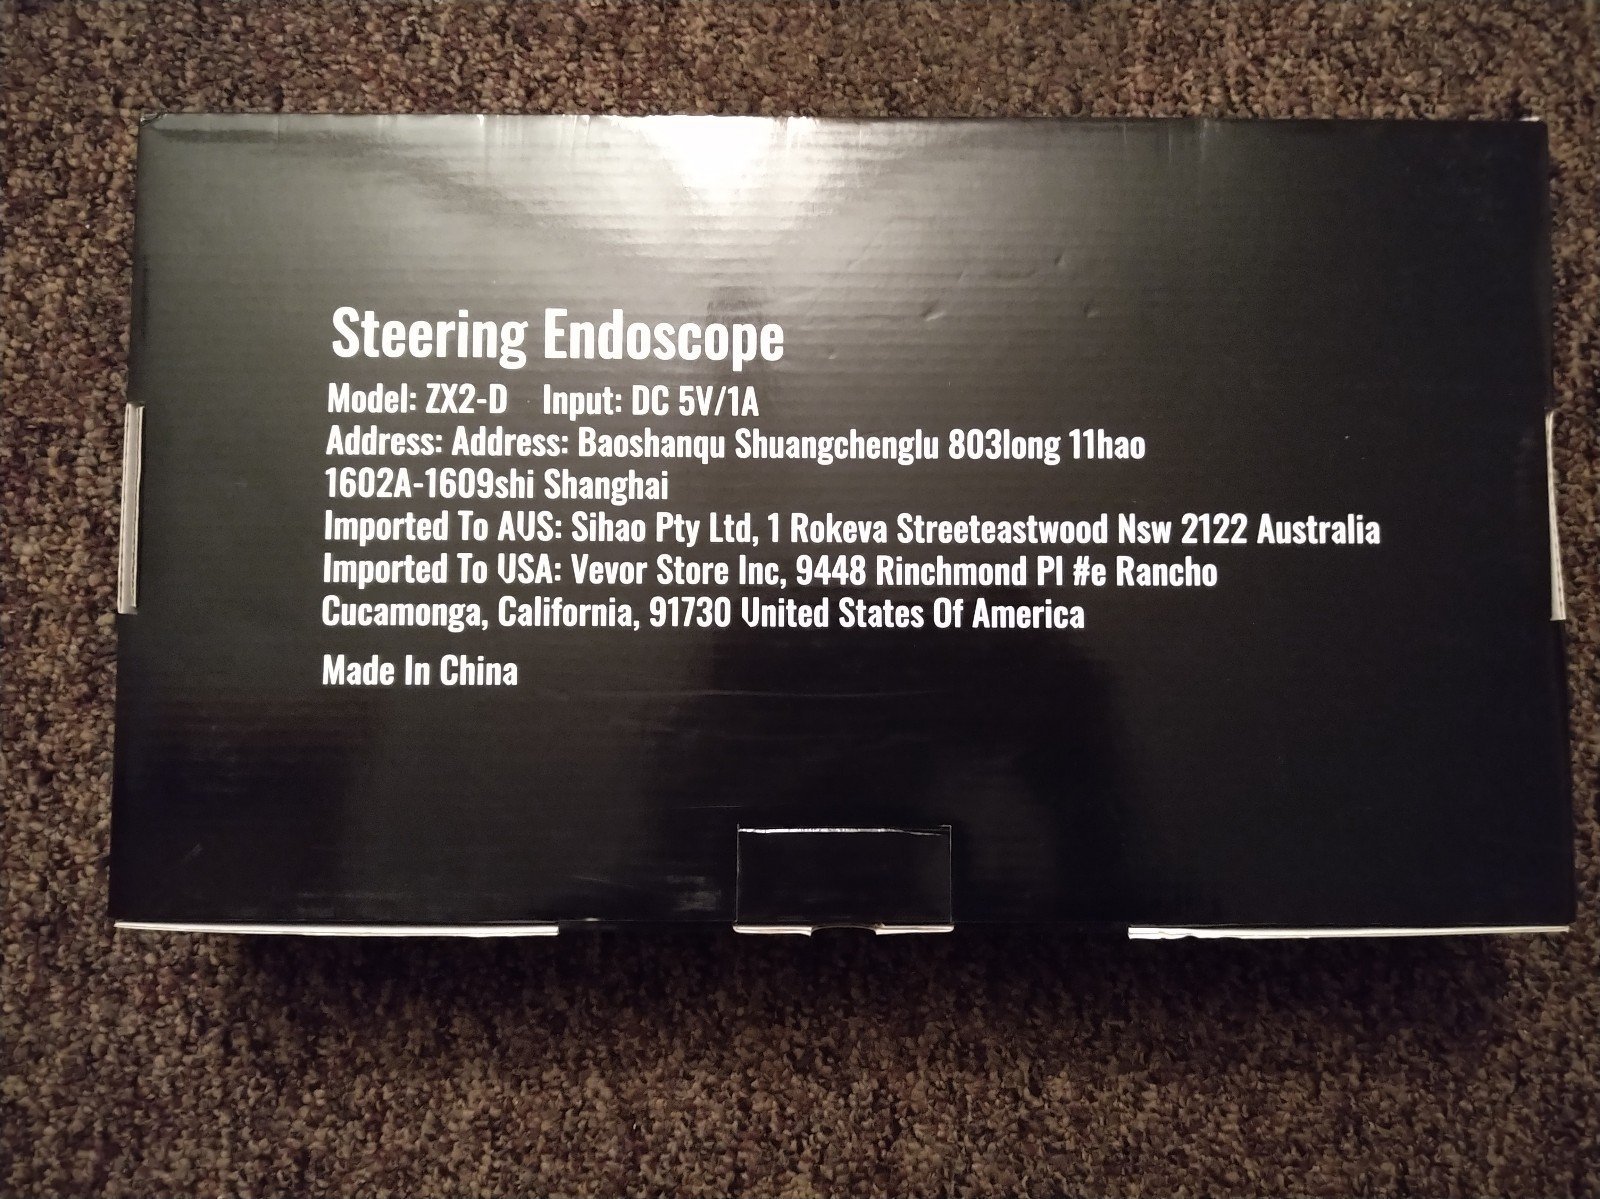 Steering Endoscope
Model: ZX2-D Input: DC 5V/1A
Address: Address: Baoshanqu Shuangchenglu 803long 11hao
1602A-1609shi Shanghai
Imported To AUS: Sihao Pty Ltd, 1 Rokeva Streeteastwood Nsw 2122 Australia
Imported To USA: Vevor Store Inc, 9448 Rinchmond Pl #e Rancho
Cucamonga, California, 91730 United States Of America
Made In China